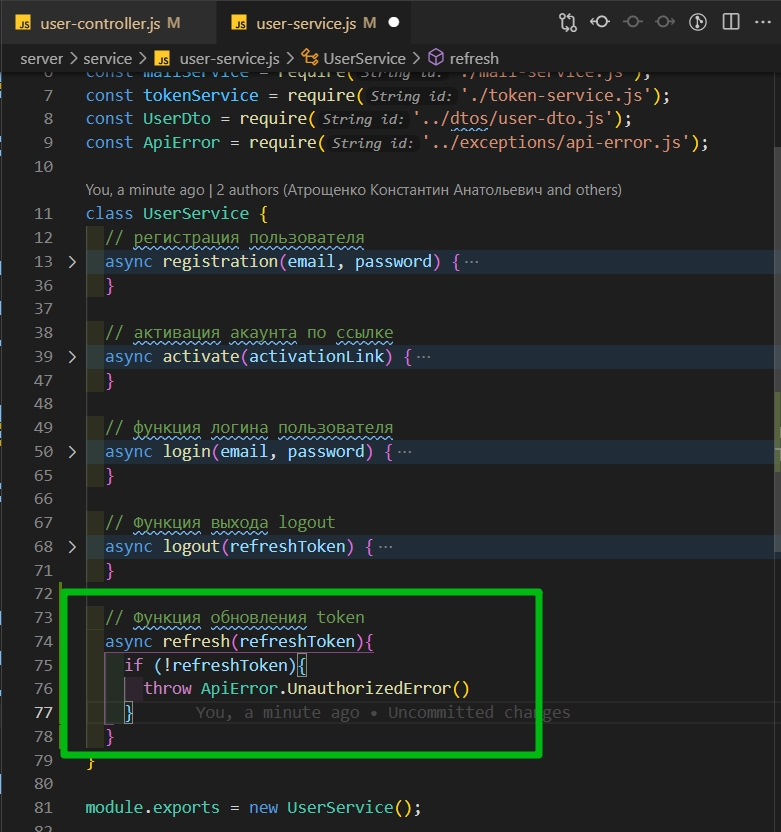 JS user-controller.js M
JS user-service.js M
server > service > JS user-service.js > UserService > refresh
6 const mailService = require( String id: './mail-service.js');
7 const tokenService = require( String id: './token-service.js');
8 const UserDto = require( String id: '../dtos/user-dto.js');
9 const ApiError = require( String id: '../exceptions/api-error.js');
10
You, a minute ago | 2 authors (Атрощенко Константин Анатольевич and others)
11 class UserService {
12 // регистрация пользователя
13 > async registration(email, password) { ···
36 }
37
38 // активация акаунта по ссылке
39 > async activate(activationLink) { ···
47 }
48
49 // функция логина пользователя
50 > async login(email, password) { ···
65 }
66
67 // Функция выхода logout
68 > async logout(refreshToken) { ···
71 }
72
73 // Функция обновления token
74 async refresh(refreshToken){
75 if (!refreshToken){
76 throw ApiError.UnauthorizedError()
77 } You, a minute ago • Uncommitted changes
78 }
79 }
80
81 module.exports = new UserService();
82